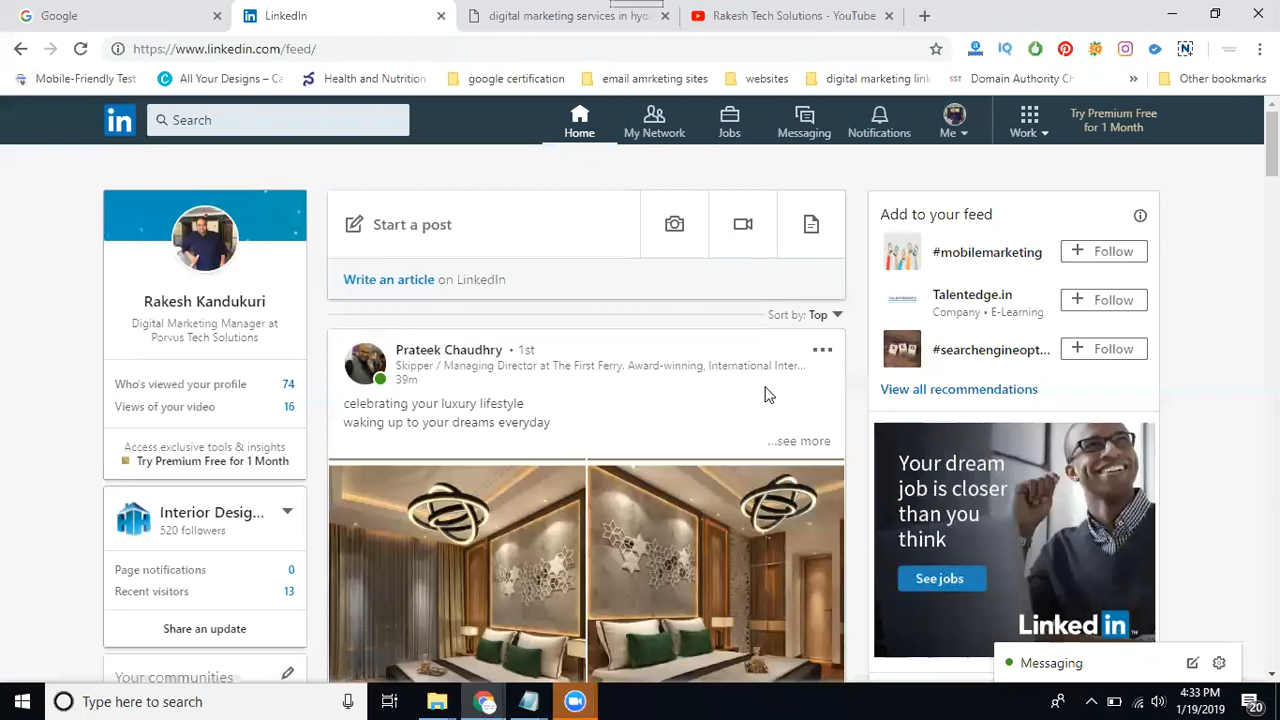 Google
LinkedIn
digital marketing services in hyd
Rakesh Tech Solutions - YouTube
https://www.linkedin.com/feed/
Mobile-Friendly Test
All Your Designs – Ca
Health and Nutrition
google certification
email amrketing sites
websites
digital marketing link
Domain Authority Ch
Other bookmarks
in
Search
Home
My Network
Jobs
Messaging
Notifications
Me
Work
Try Premium Free
for 1 Month
Rakesh Kandukuri
Digital Marketing Manager at
Porvus Tech Solutions
Who's viewed your profile 74
Views of your video 16
Access exclusive tools & insights
Try Premium Free for 1 Month
Interior Desig...
520 followers
Page notifications 0
Recent visitors 13
Share an update
Your communities
Start a post
Write an article on LinkedIn
Sort by: Top
Prateek Chaudhry • 1st
Skipper / Managing Director at The First Ferry. Award-winning, International Inter...
39m
celebrating your luxury lifestyle
waking up to your dreams everyday
...see more
Add to your feed
#mobilemarketing
+ Follow
Talentedge.in
Company • E-Learning
+ Follow
#searchengineopt...
+ Follow
View all recommendations
Your dream
job is closer
than you
think
See jobs
Linked in
Messaging
Type here to search
4:33 PM
1/19/2019
20